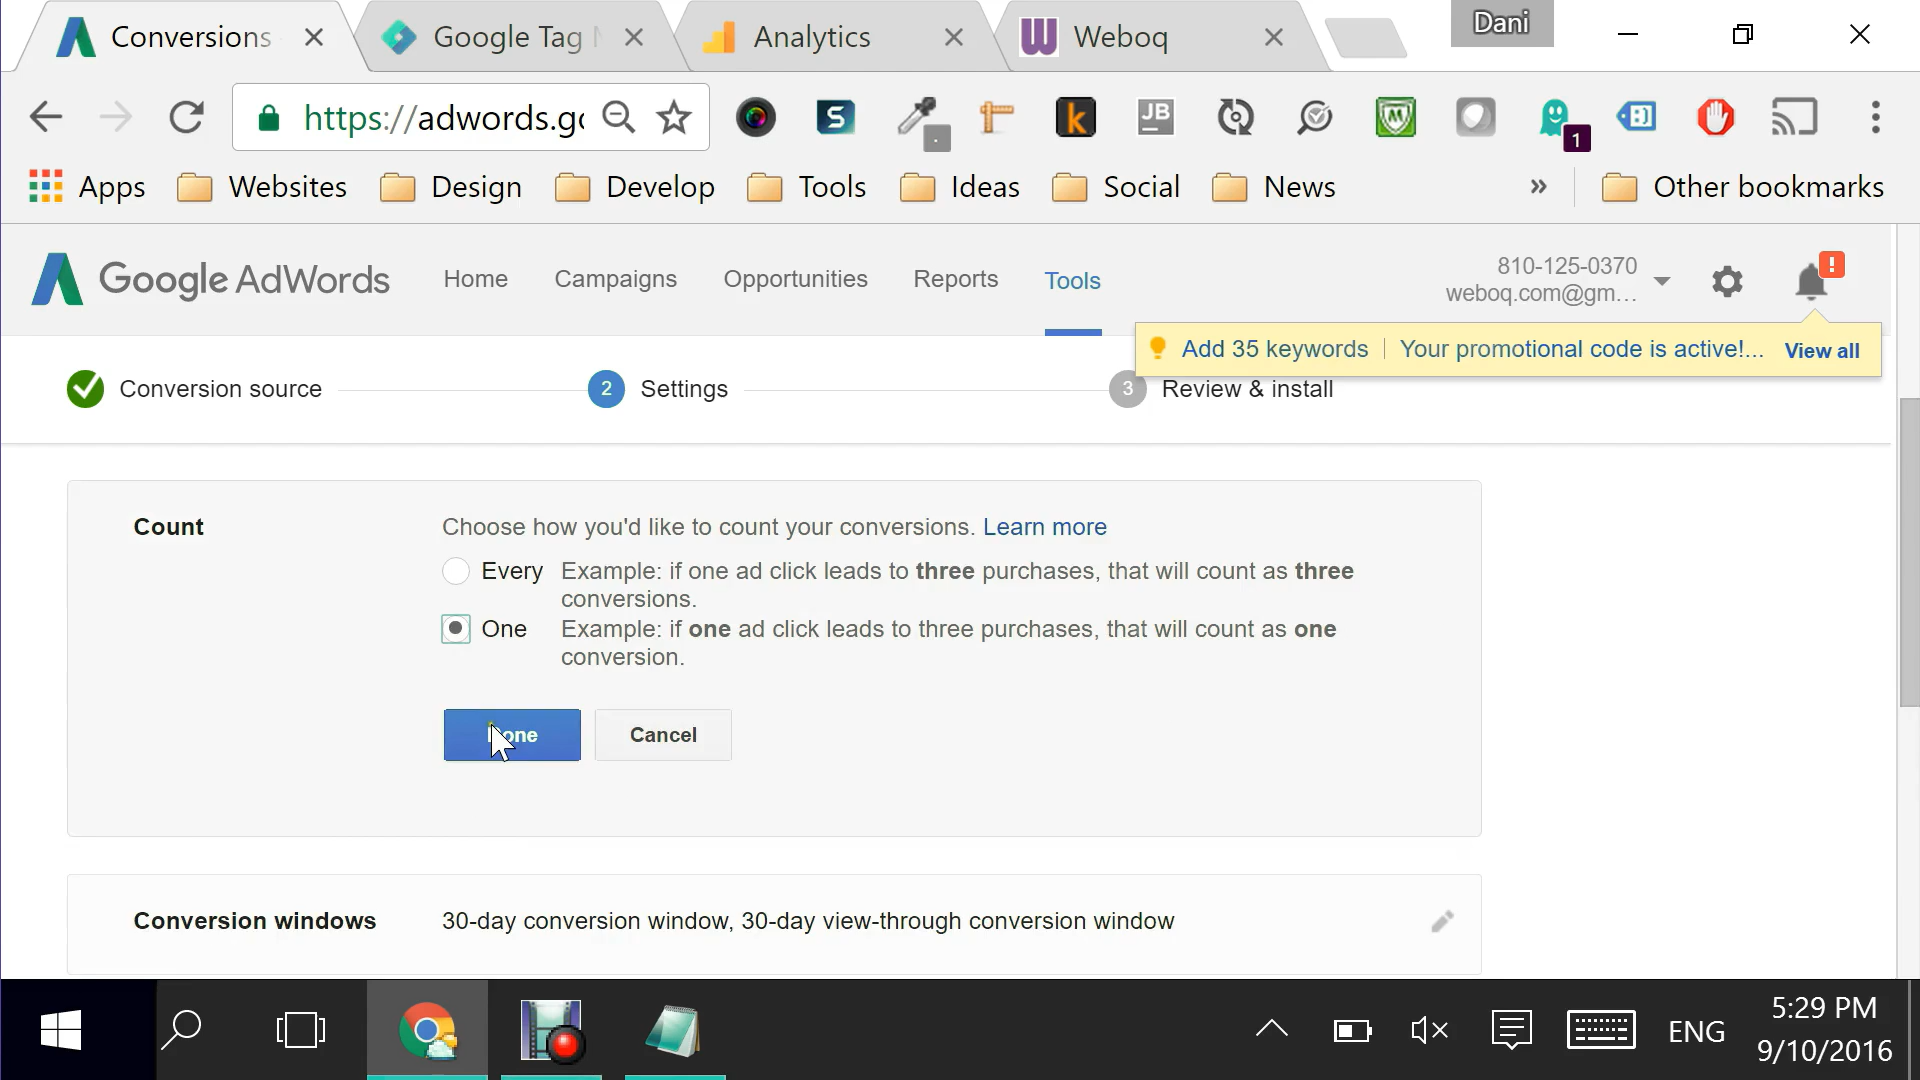 Conversions
Google Tag
Analytics
Weboq
Dani
https://adwords.go
JB
1
Apps
Websites
Design
Develop
Tools
Ideas
Social
News
»
Other bookmarks
Google AdWords
Home
Campaigns
Opportunities
Reports
Tools
810-125-0370
weboq.com@gm...
!
Add 35 keywords
Your promotional code is active!...
View all
Conversion source
2
Settings
3
Review & install
Count
Choose how you'd like to count your conversions. Learn more
Every
Example: if one ad click leads to three purchases, that will count as three
conversions.
One
Example: if one ad click leads to three purchases, that will count as one
conversion.
Done
Cancel
Conversion windows
30-day conversion window, 30-day view-through conversion window
ENG
5:29 PM
9/10/2016